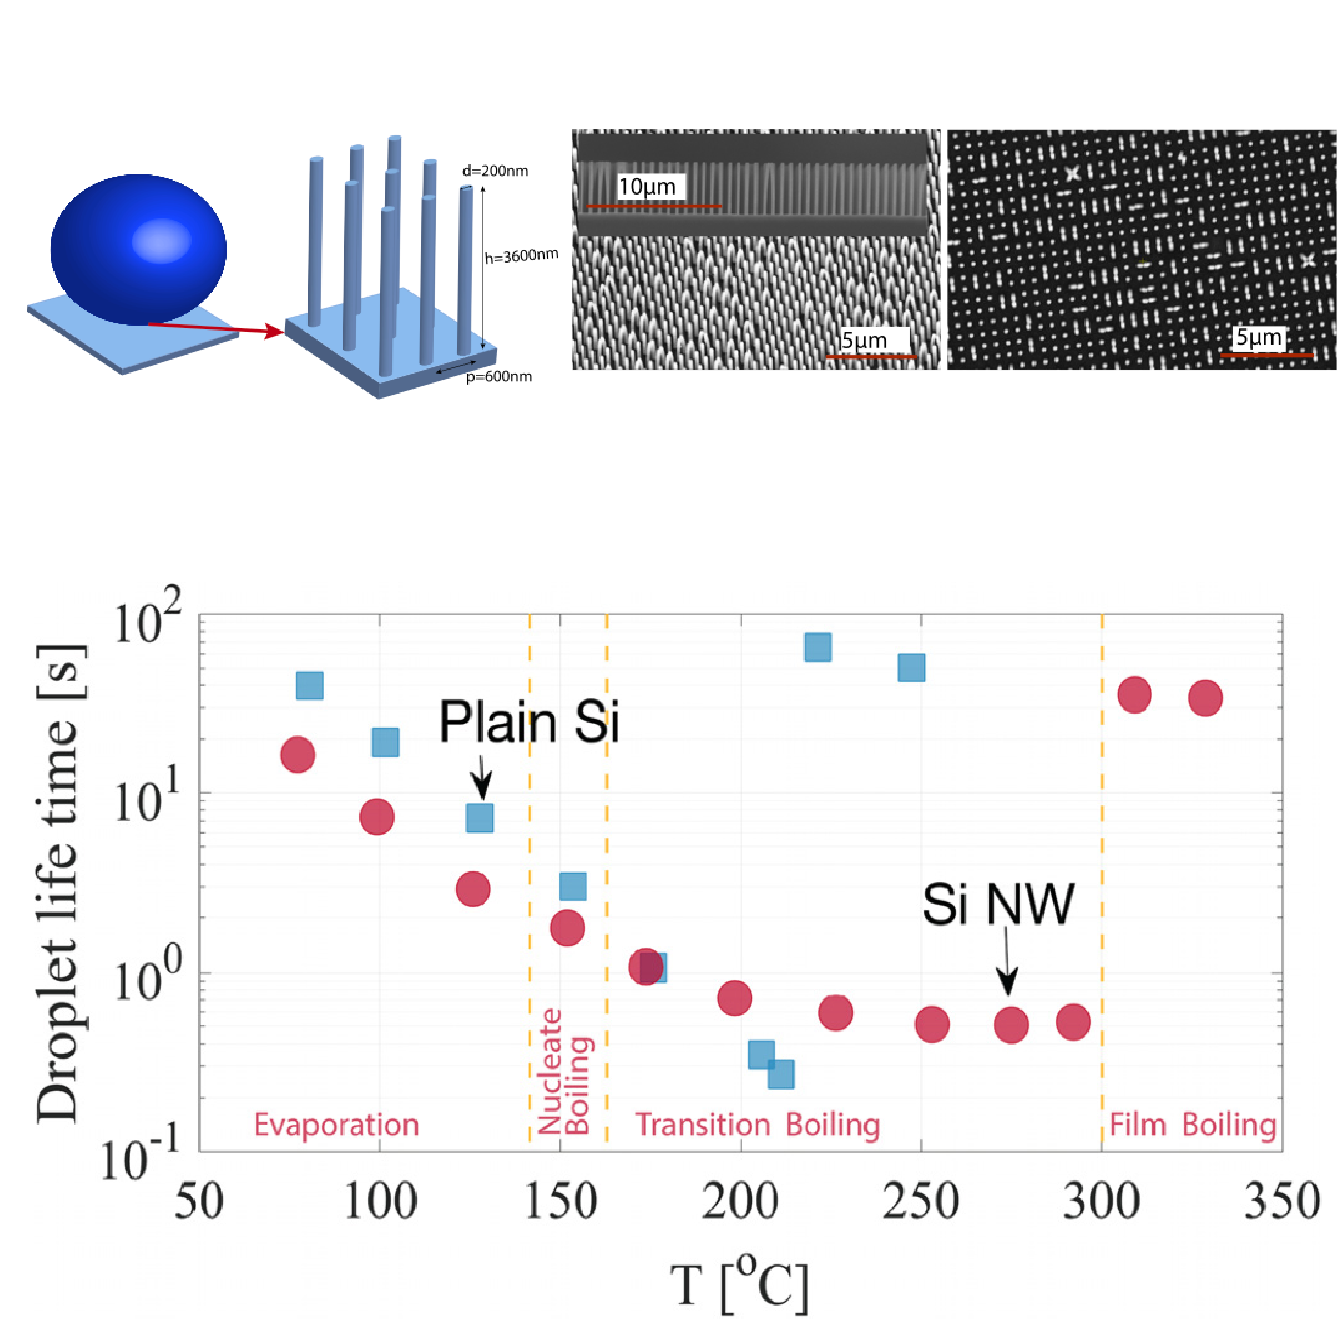 d=200nm
h=3600nm
p=600nm
10μm
5μm
5μm
Droplet life time [s]
10²
10¹
10⁰
10⁻¹
Plain Si
Si NW
Evaporation
Nucleate
Boiling
Transition Boiling
Film Boiling
50 100 150 200 250 300 350
T [°C]